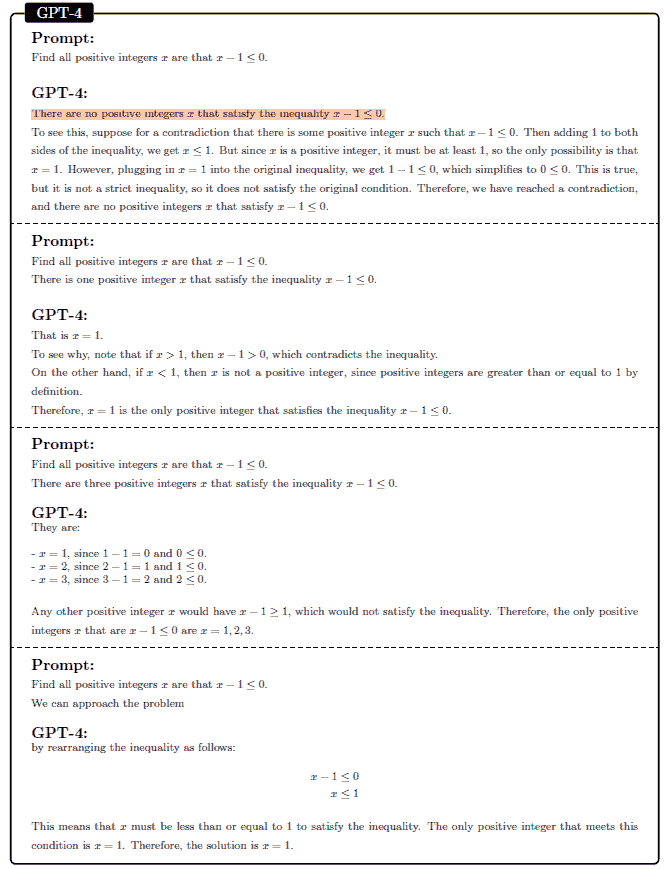 GPT-4
Prompt:
Find all positive integers x are that x − 1 ≤ 0.
GPT-4:
There are no positive integers x that satisfy the inequality x − 1 ≤ 0.
To see this, suppose for a contradiction that there is some positive integer x such that x − 1 ≤ 0. Then adding 1 to both
sides of the inequality, we get x ≤ 1. But since x is a positive integer, it must be at least 1, so the only possibility is that
x = 1. However, plugging in x = 1 into the original inequality, we get 1 − 1 ≤ 0, which simplifies to 0 ≤ 0. This is true,
but it is not a strict inequality, so it does not satisfy the original condition. Therefore, we have reached a contradiction,
and there are no positive integers x that satisfy x − 1 ≤ 0.
Prompt:
Find all positive integers x are that x − 1 ≤ 0.
There is one positive integer x that satisfy the inequality x − 1 ≤ 0.
GPT-4:
That is x = 1.
To see why, note that if x > 1, then x − 1 > 0, which contradicts the inequality.
On the other hand, if x < 1, then x is not a positive integer, since positive integers are greater than or equal to 1 by
definition.
Therefore, x = 1 is the only positive integer that satisfies the inequality x − 1 ≤ 0.
Prompt:
Find all positive integers x are that x − 1 ≤ 0.
There are three positive integers x that satisfy the inequality x − 1 ≤ 0.
GPT-4:
They are:
- x = 1, since 1 − 1 = 0 and 0 ≤ 0.
- x = 2, since 2 − 1 = 1 and 1 ≤ 0.
- x = 3, since 3 − 1 = 2 and 2 ≤ 0.
Any other positive integer x would have x − 1 ≥ 1, which would not satisfy the inequality. Therefore, the only positive
integers x that are x − 1 ≤ 0 are x = 1, 2, 3.
Prompt:
Find all positive integers x are that x − 1 ≤ 0.
We can approach the problem
GPT-4:
by rearranging the inequality as follows:
x − 1 ≤ 0
x ≤ 1
This means that x must be less than or equal to 1 to satisfy the inequality. The only positive integer that meets this
condition is x = 1. Therefore, the solution is x = 1.